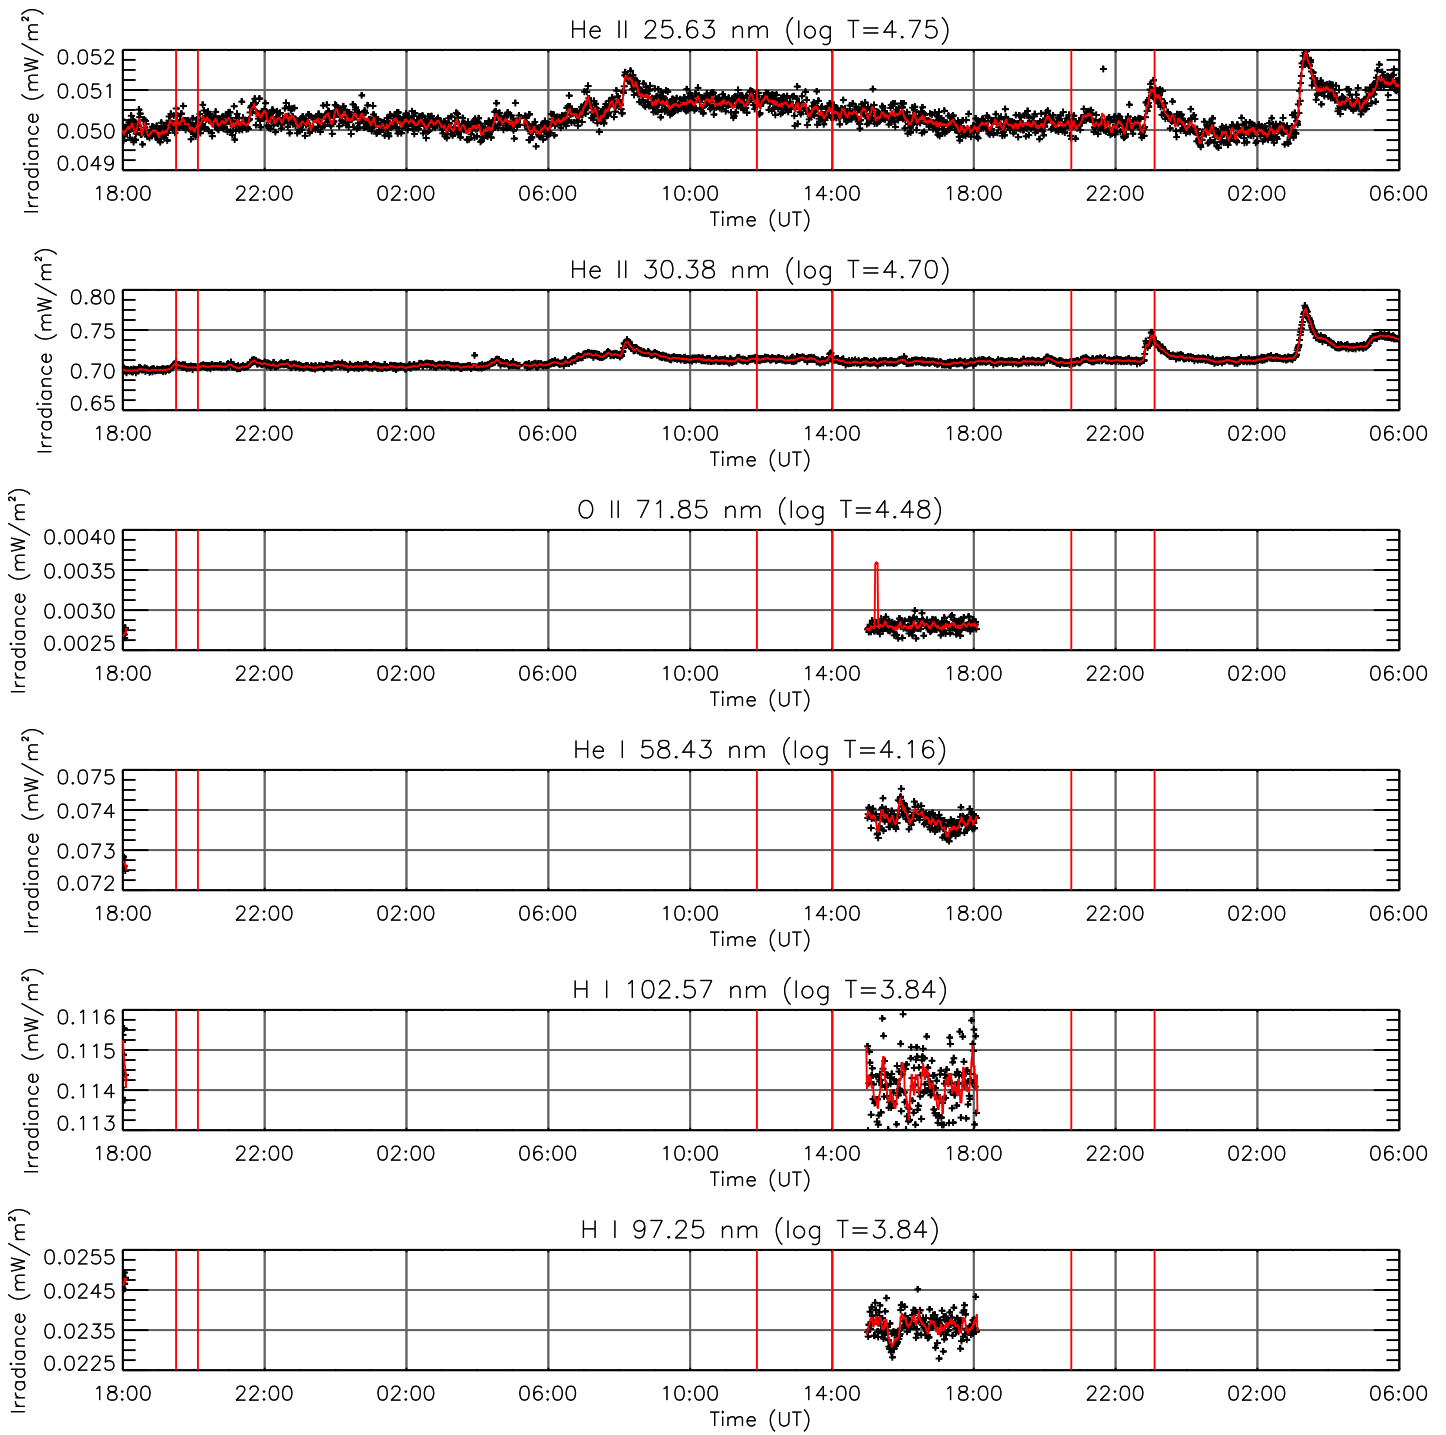 He II 25.63 nm (log T=4.75)
Irradiance (mW/m²)
0.052
0.051
0.050
0.049
18:00 22:00 02:00 06:00 10:00 14:00 18:00 22:00 02:00 06:00
Time (UT)
He II 30.38 nm (log T=4.70)
Irradiance (mW/m²)
0.80
0.75
0.70
0.65
18:00 22:00 02:00 06:00 10:00 14:00 18:00 22:00 02:00 06:00
Time (UT)
O II 71.85 nm (log T=4.48)
Irradiance (mW/m²)
0.0040
0.0035
0.0030
0.0025
18:00 22:00 02:00 06:00 10:00 14:00 18:00 22:00 02:00 06:00
Time (UT)
He I 58.43 nm (log T=4.16)
Irradiance (mW/m²)
0.075
0.074
0.073
0.072
18:00 22:00 02:00 06:00 10:00 14:00 18:00 22:00 02:00 06:00
Time (UT)
H I 102.57 nm (log T=3.84)
Irradiance (mW/m²)
0.116
0.115
0.114
0.113
18:00 22:00 02:00 06:00 10:00 14:00 18:00 22:00 02:00 06:00
Time (UT)
H I 97.25 nm (log T=3.84)
Irradiance (mW/m²)
0.0255
0.0245
0.0235
0.0225
18:00 22:00 02:00 06:00 10:00 14:00 18:00 22:00 02:00 06:00
Time (UT)